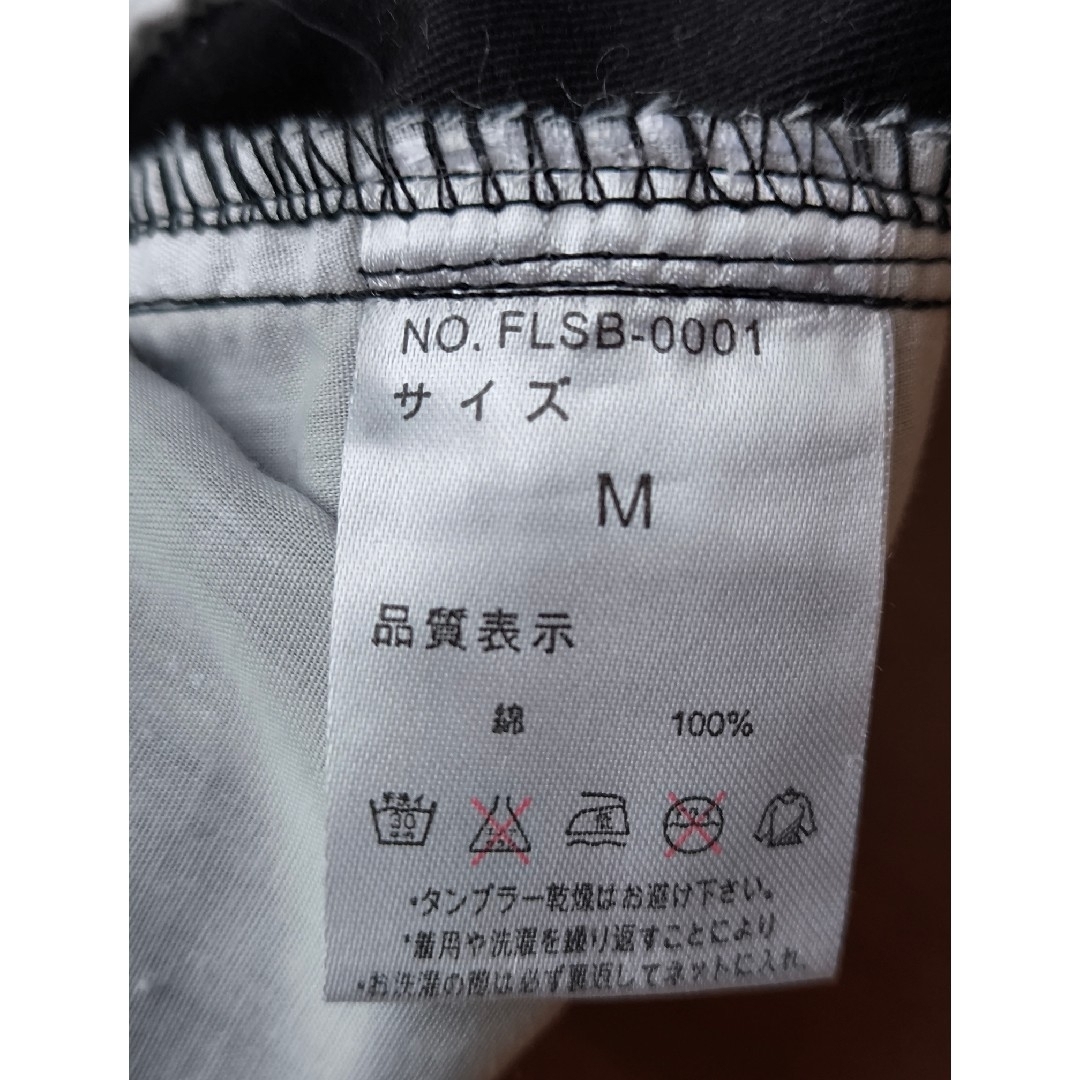 NO. FLSB-0001
サイズ
M
品質表示
綿 100%
30
・タンブラー乾燥はお避け下さい。
・着用や洗濯を繰り返すことにより
・お洗濯の際は必ず裏返してネットに入れ